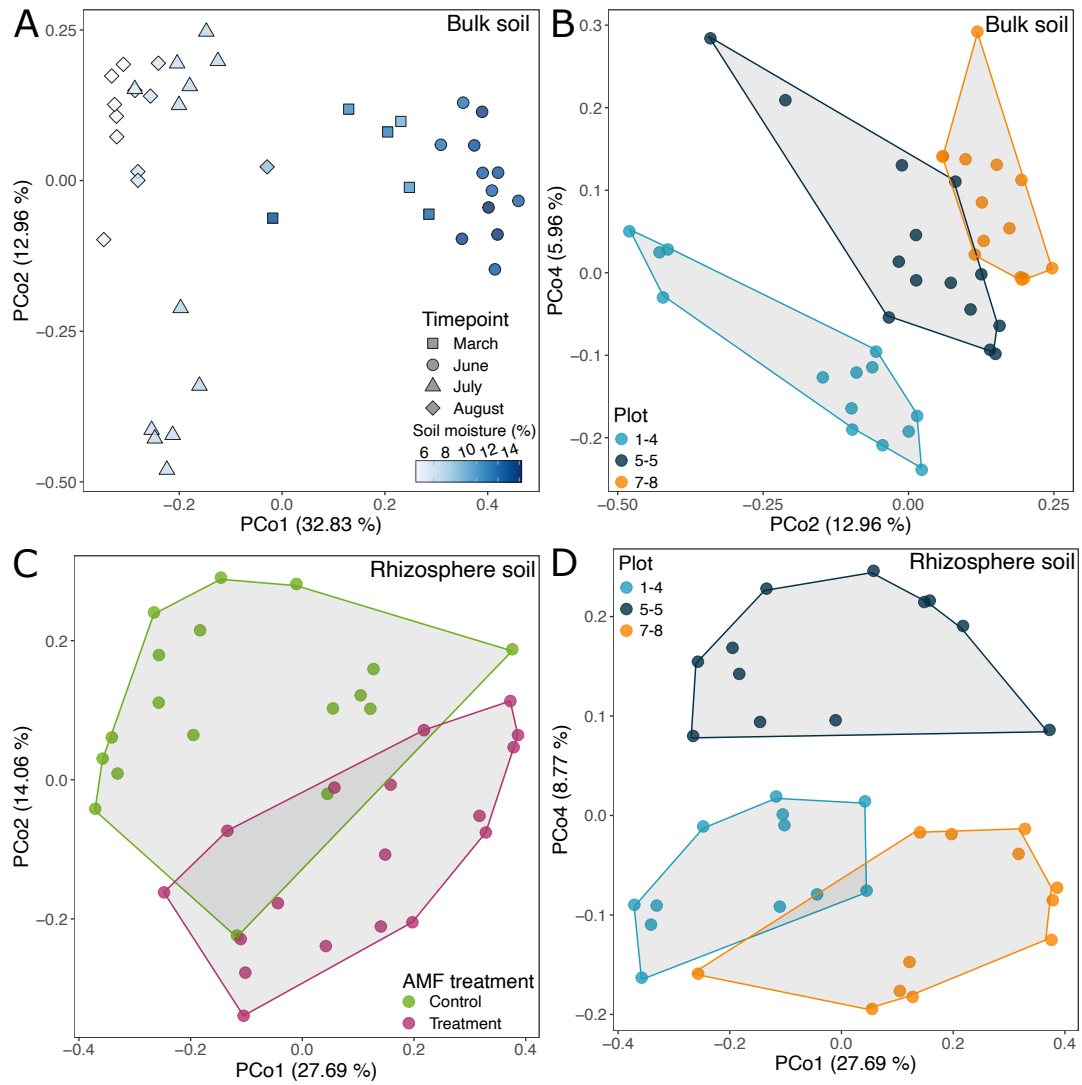 A
Bulk soil
0.25
0.00
−0.25
−0.50
PCo2 (12.96 %)
Timepoint
March
June
July
August
Soil moisture (%)
6 8 10 12 14
−0.2 0.0 0.2 0.4
PCo1 (32.83 %)
B
Bulk soil
0.3
0.2
0.1
0.0
−0.1
−0.2
PCo4 (5.96 %)
Plot
1-4
5-5
7-8
−0.50 −0.25 0.00 0.25
PCo2 (12.96 %)
C
Rhizosphere soil
0.2
0.0
−0.2
PCo2 (14.06 %)
AMF treatment
Control
Treatment
−0.4 −0.2 0.0 0.2 0.4
PCo1 (27.69 %)
D
Rhizosphere soil
Plot
1-4
5-5
7-8
0.2
0.1
0.0
−0.1
−0.2
PCo4 (8.77 %)
−0.4 −0.2 0.0 0.2 0.4
PCo1 (27.69 %)